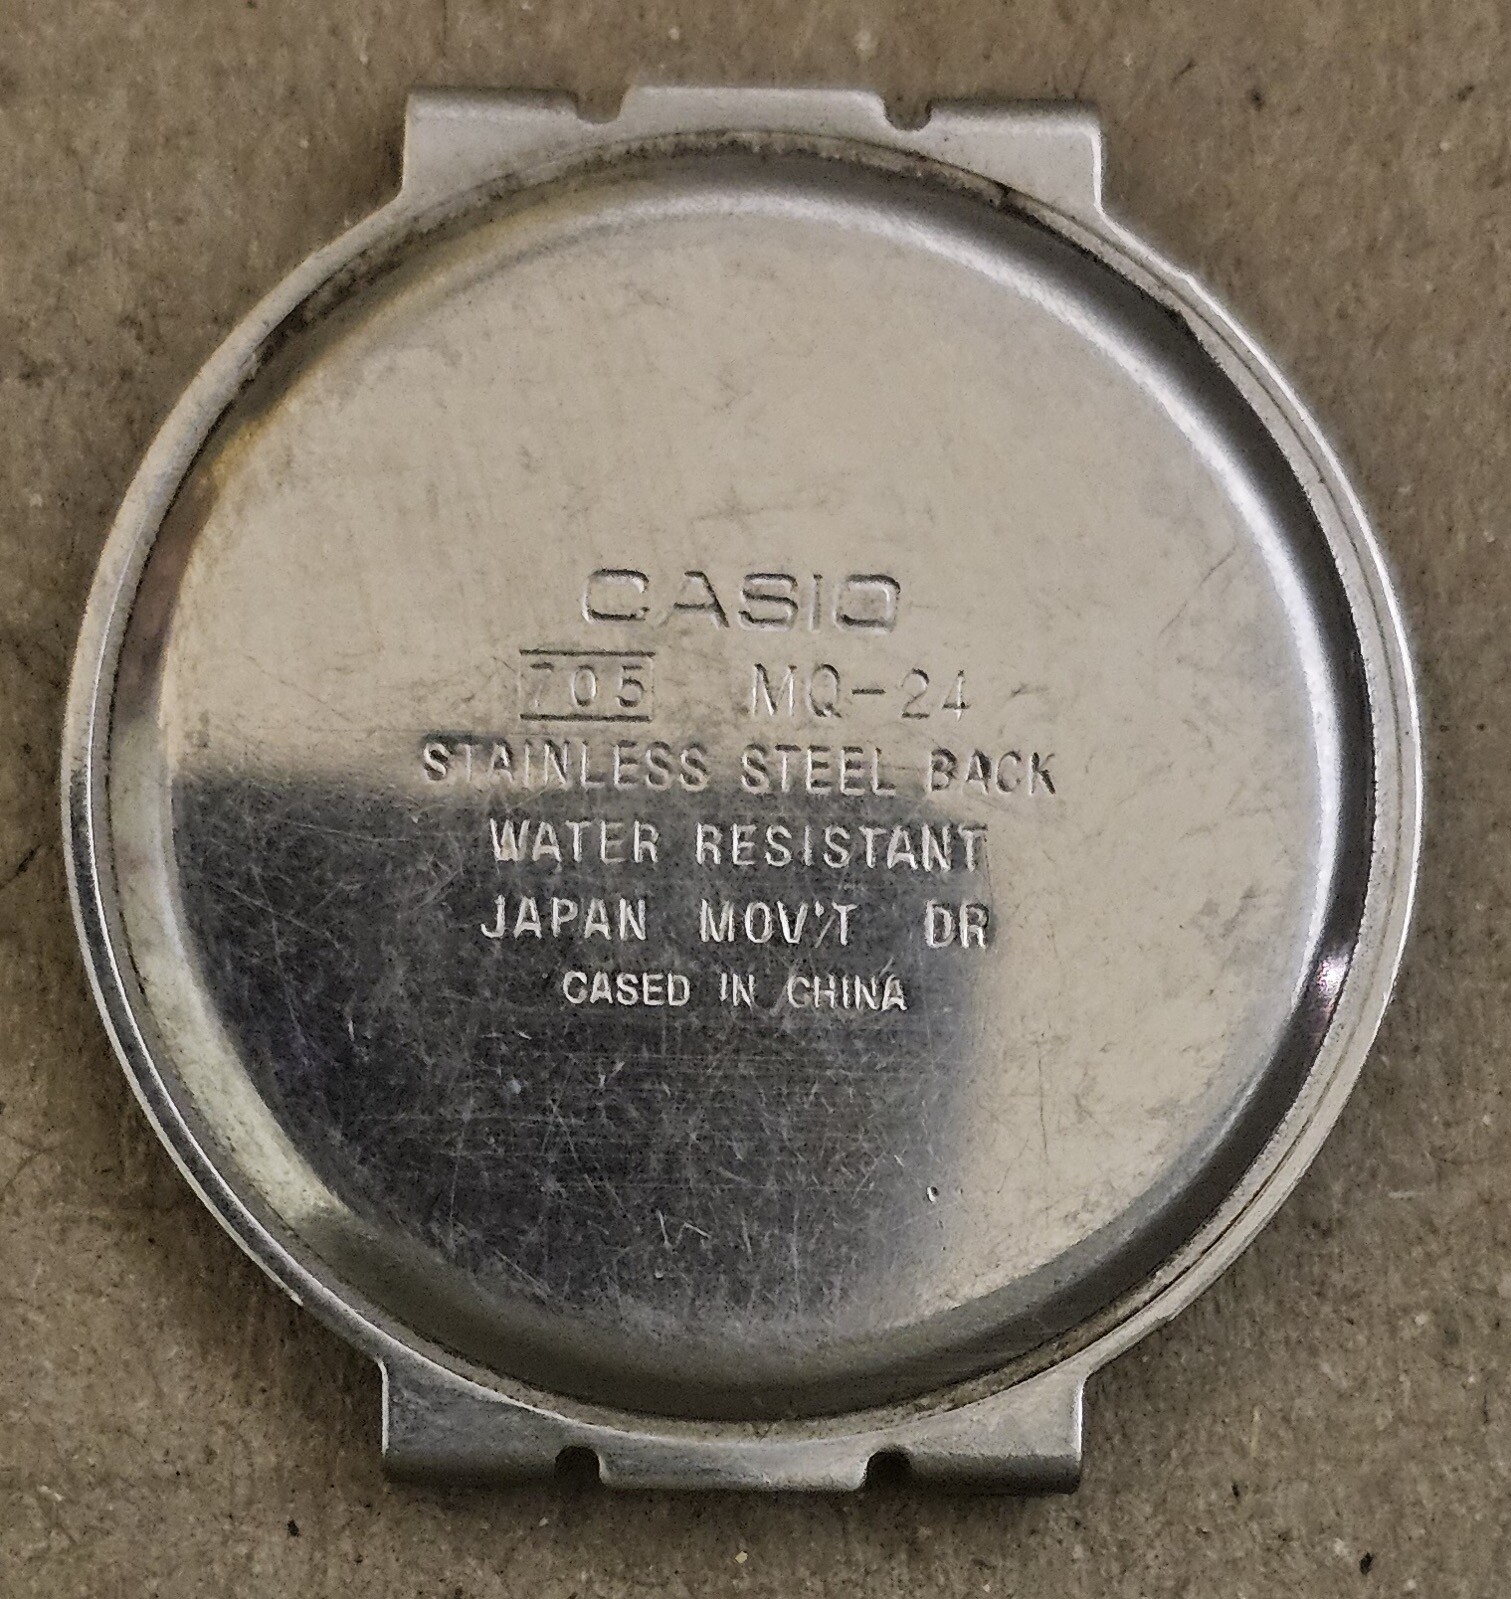 CASIO
705 MQ-24
STAINLESS STEEL BACK
WATER RESISTANT
JAPAN MOV'T DR
CASED IN CHINA